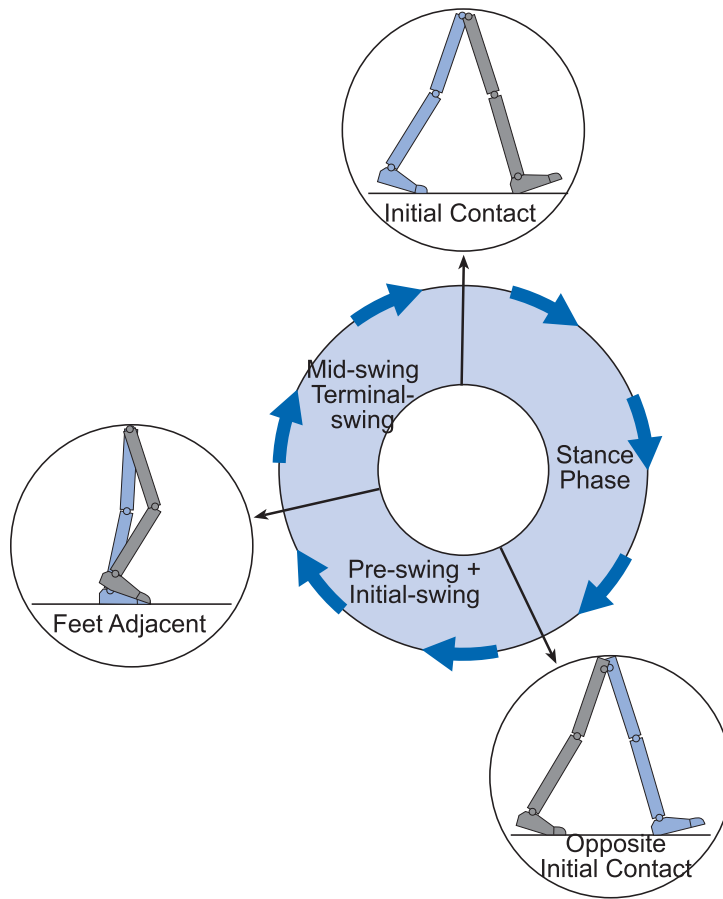 Initial Contact
Mid-swing
Terminal-
swing
Stance
Phase
Pre-swing +
Initial-swing
Feet Adjacent
Opposite
Initial Contact